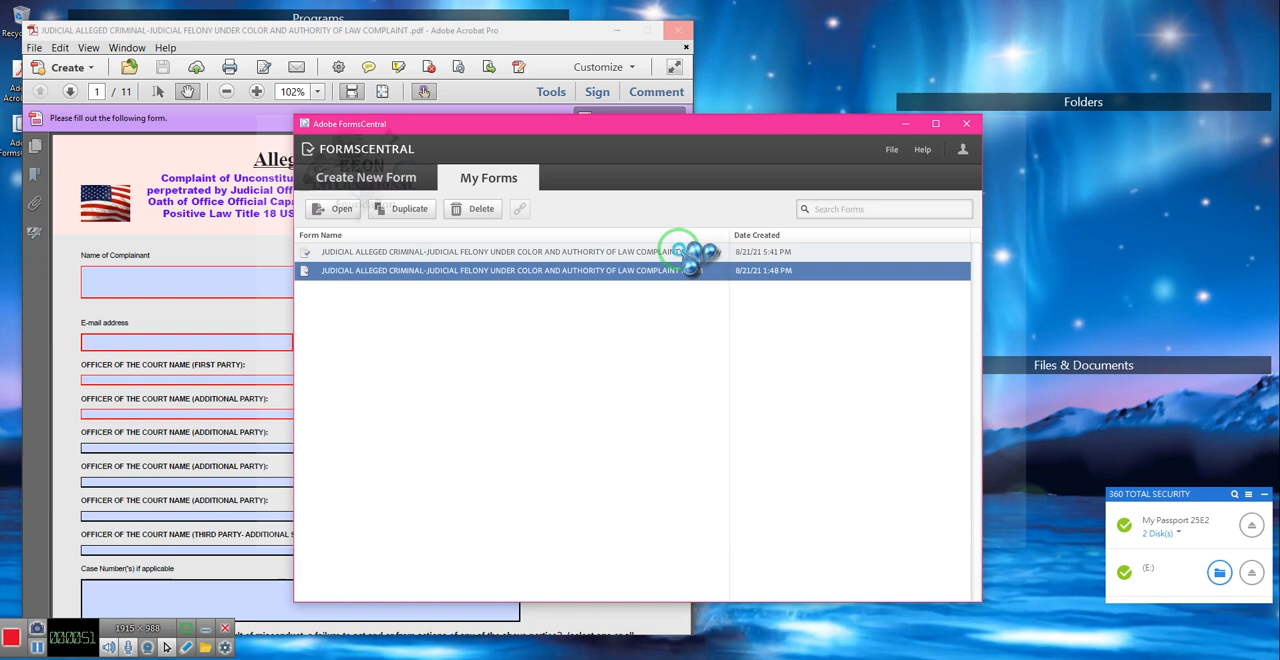 Programs
JUDICIAL ALLEGED CRIMINAL-JUDICIAL FELONY UNDER COLOR AND AUTHORITY OF LAW COMPLAINT .pdf - Adobe Acrobat Pro
File Edit View Window Help
Create Customize
1 / 11 102% Tools Sign Comment
Please fill out the following form.
Alleg
Complaint of Unconstitu
perpetrated by Judicial Off
Oath of Office Official Capa
Positive Law Title 18 US
Name of Complainant
E-mail address
OFFICER OF THE COURT NAME (FIRST PARTY):
OFFICER OF THE COURT NAME (ADDITIONAL PARTY):
OFFICER OF THE COURT NAME (ADDITIONAL PARTY):
OFFICER OF THE COURT NAME (ADDITIONAL PARTY):
OFFICER OF THE COURT NAME (ADDITIONAL PARTY):
OFFICER OF THE COURT NAME (THIRD PARTY- ADDITIONAL S
Case Number('s) if applicable
Adobe FormsCentral
FORMSCENTRAL
File Help
Create New Form My Forms
Open Duplicate Delete Search Forms
Form Name Date Created
JUDICIAL ALLEGED CRIMINAL-JUDICIAL FELONY UNDER COLOR AND AUTHORITY OF LAW COMPLAINT 8/21/21 5:41 PM
JUDICIAL ALLEGED CRIMINAL-JUDICIAL FELONY UNDER COLOR AND AUTHORITY OF LAW COMPLAINT 8/21/21 1:48 PM
Folders
Files & Documents
360 TOTAL SECURITY
My Passport 25E2
2 Disk(s)
(E:)
1915 × 988
000051